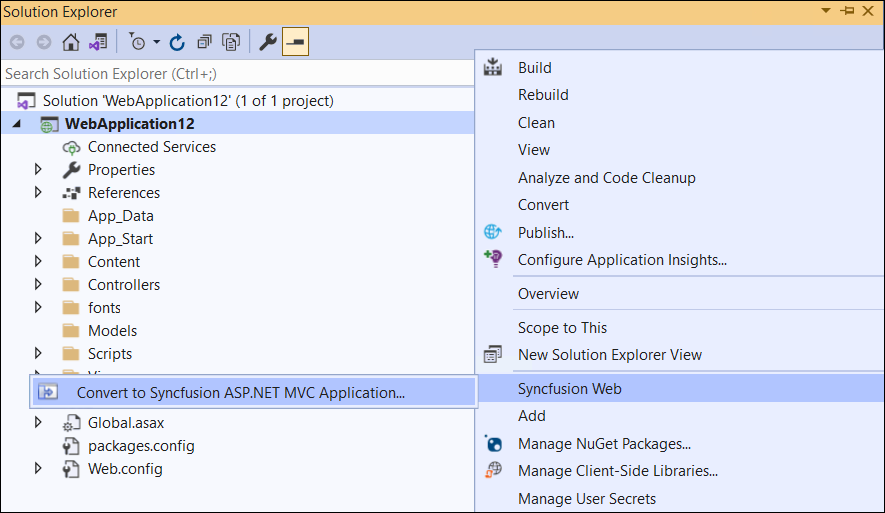 Solution Explorer
Search Solution Explorer (Ctrl+;)
Solution 'WebApplication12' (1 of 1 project)
WebApplication12
Connected Services
Properties
References
App_Data
App_Start
Content
Controllers
fonts
Models
Scripts
Global.asax
packages.config
Web.config
Build
Rebuild
Clean
View
Analyze and Code Cleanup
Convert
Publish...
Configure Application Insights...
Overview
Scope to This
New Solution Explorer View
Syncfusion Web
Convert to Syncfusion ASP.NET MVC Application...
Add
Manage NuGet Packages...
Manage Client-Side Libraries...
Manage User Secrets